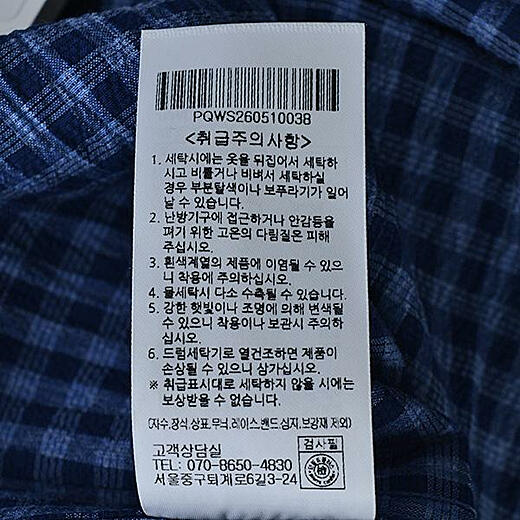 PQWS260510038
<취급주의사항>
1. 세탁시에는 옷을 뒤집어서 세탁하
시고 비틀거나 비벼서 세탁하실
경우 부분탈색이나 보푸라기가 일어
날 수 있습니다.
2. 난방기구에 접근하거나 안감등을
펴기 위한 고온의 다림질은 피해
주십시오.
3. 흰색계열의 제품에 이염될 수 있으
니 착용에 주의하십시오.
4. 물세탁시 다소 수축될 수 있습니다.
5. 강한 햇빛이나 조명에 의해 변색될
수 있으니 착용이나 보관시 주의하
십시오.
6. 드럼세탁기로 열건조하면 제품이
손상될 수 있으니 삼가십시오.
※ 취급표시대로 세탁하지 않을 시에는
보상받을 수 없습니다.
(자수,장식,상표,무늬,레이스,밴드,심지,보강재 제외)
고객상담실
TEL: 070-8650-4830
서울중구퇴계로6길3-24
검사필